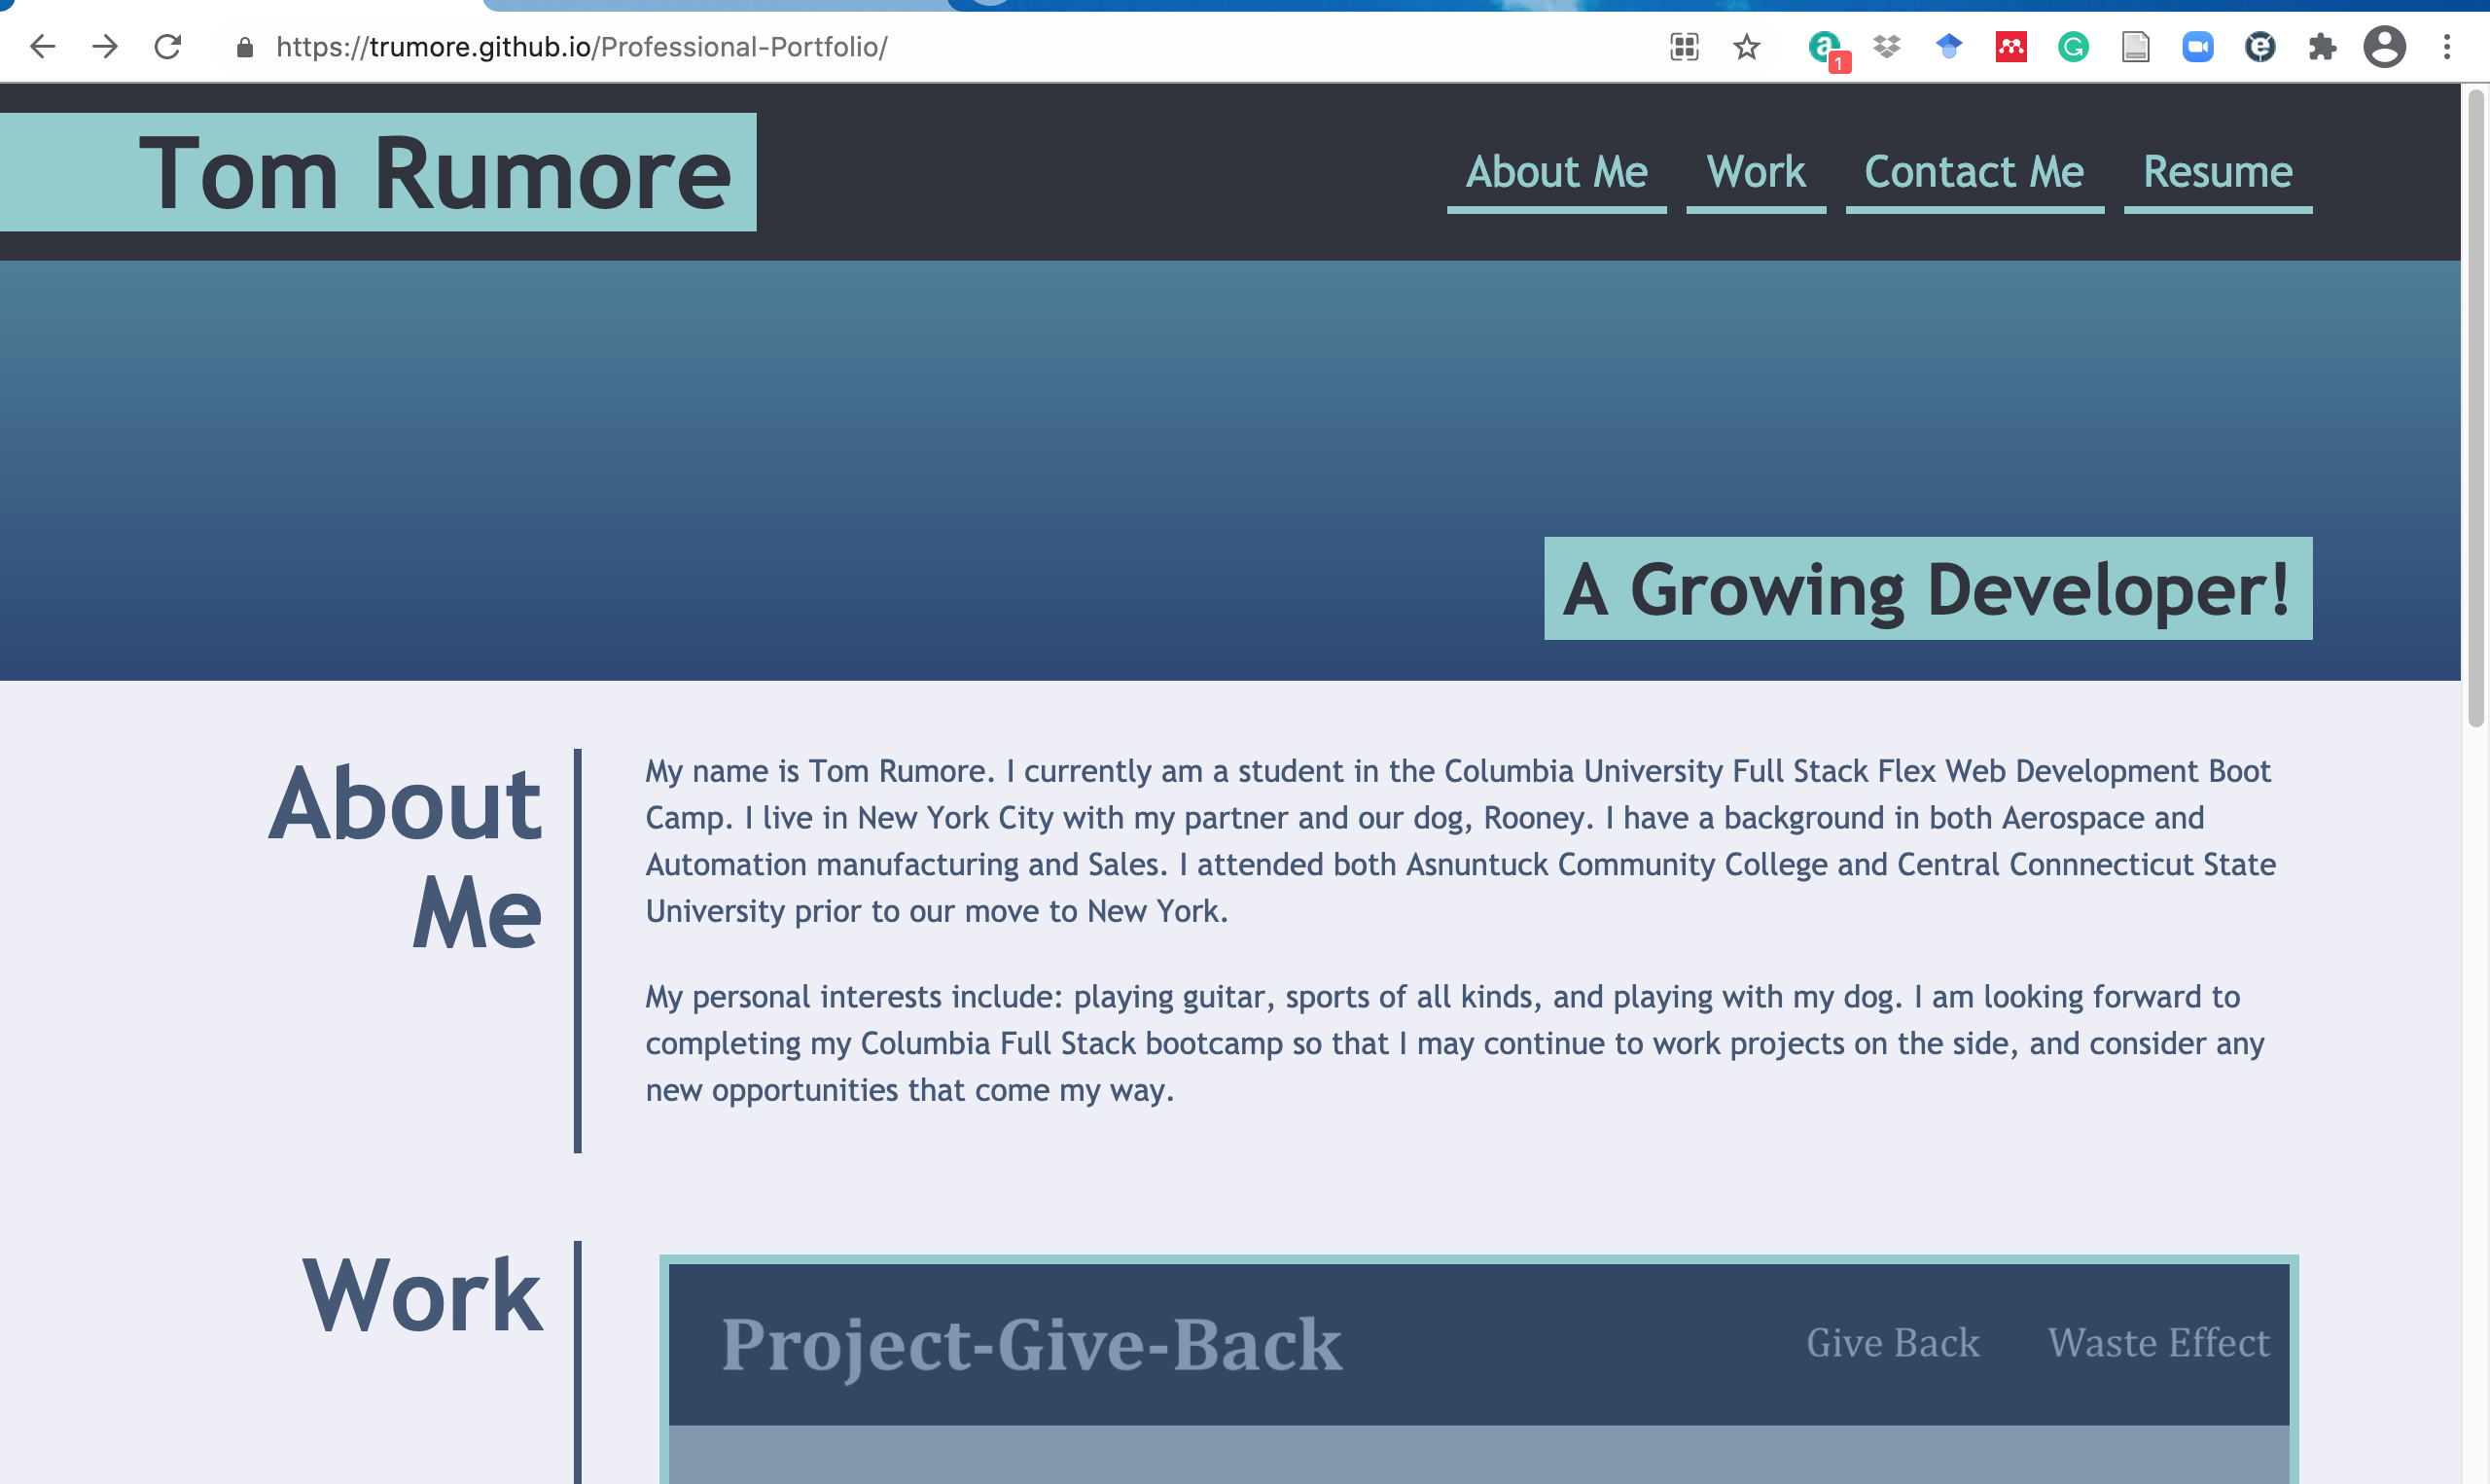 https://trumore.github.io/Professional-Portfolio/
1
Tom Rumore
About Me
Work
Contact Me
Resume
A Growing Developer!
About
Me
My name is Tom Rumore. I currently am a student in the Columbia University Full Stack Flex Web Development Boot
Camp. I live in New York City with my partner and our dog, Rooney. I have a background in both Aerospace and
Automation manufacturing and Sales. I attended both Asnuntuck Community College and Central Connnecticut State
University prior to our move to New York.
My personal interests include: playing guitar, sports of all kinds, and playing with my dog. I am looking forward to
completing my Columbia Full Stack bootcamp so that I may continue to work projects on the side, and consider any
new opportunities that come my way.
Work
Project-Give-Back
Give Back
Waste Effect